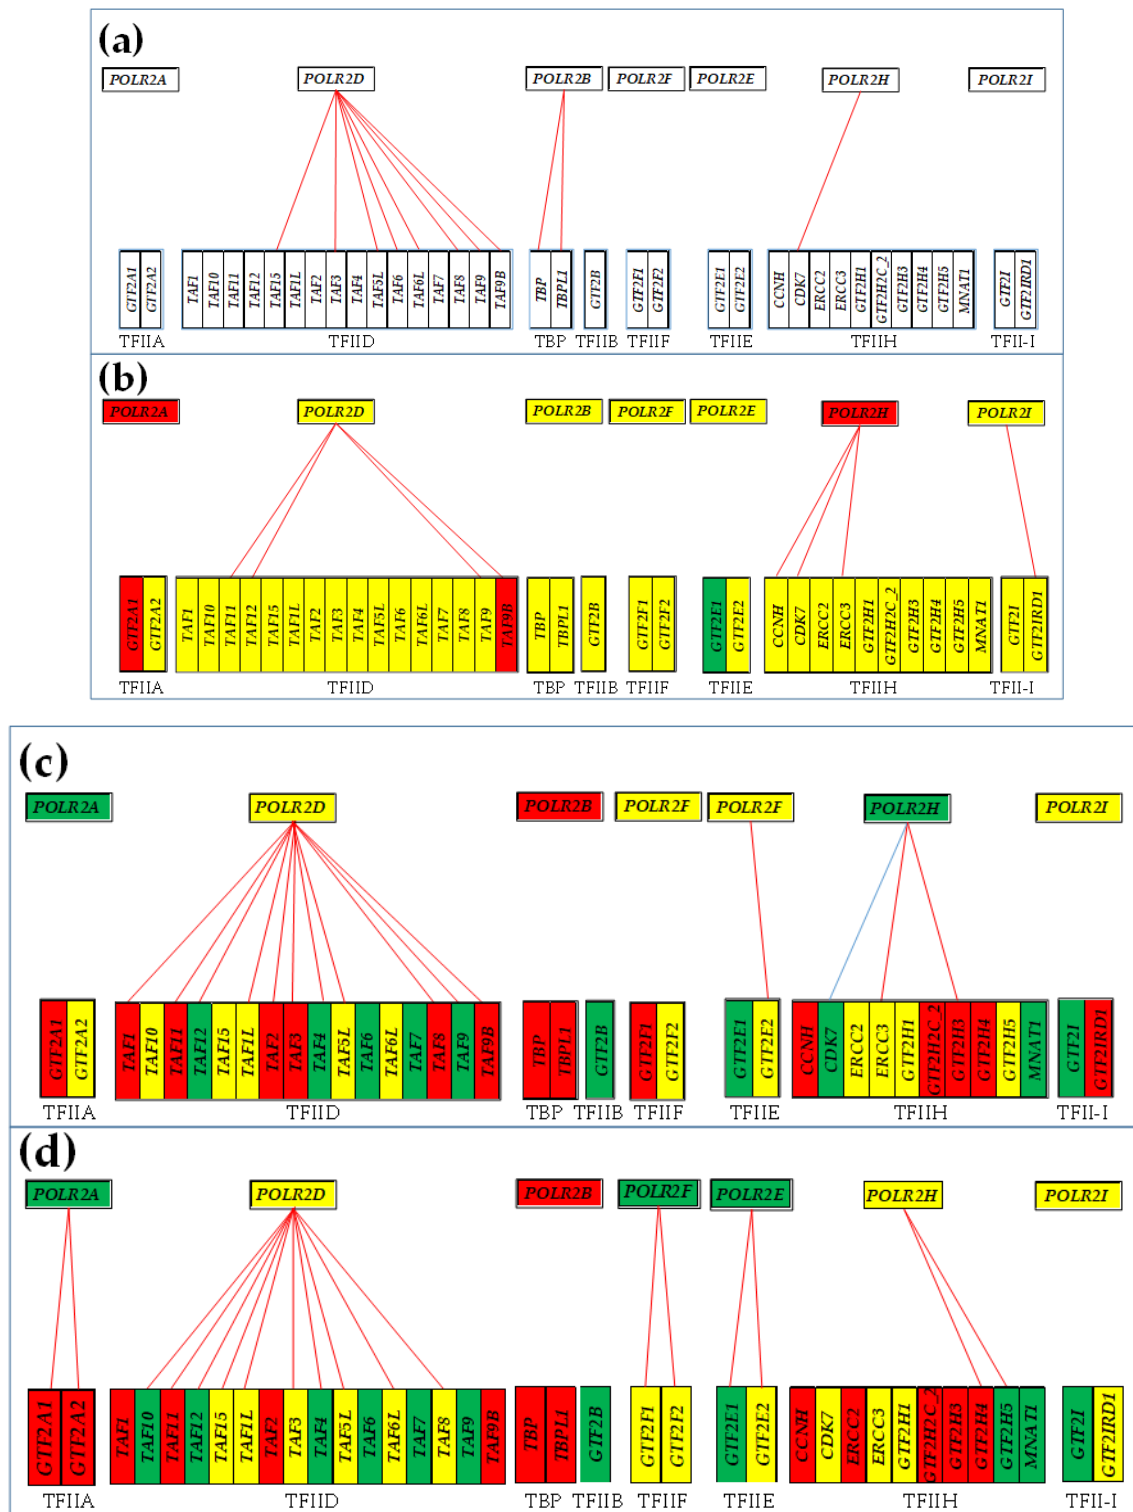 (a)
POLR2A POLR2D POLR2B POLR2F POLR2E POLR2H POLR2I
GTF2A1 GTF2A2 TAF1 TAF10 TAF11 TAF12 TAF15 TAF1L TAF2 TAF3 TAF4 TAF5L TAF6 TAF6L TAF7 TAF8 TAF9 TAF9B TBP TBPL1 GTF2B GTF2F1 GTF2F2 GTF2E1 GTF2E2 CCNH CDK7 ERCC2 ERCC3 GTF2H1 GTF2H2C_2 GTF2H3 GTF2H4 GTF2H5 MNAT1 GTF2I GTF2IRD1
TFIIA TFIID TBP TFIIB TFIIF TFIIE TFIIH TFII-I
(b)
POLR2A POLR2D POLR2B POLR2F POLR2E POLR2H POLR2I
GTF2A1 GTF2A2 TAF1 TAF10 TAF11 TAF12 TAF15 TAF1L TAF2 TAF3 TAF4 TAF5L TAF6 TAF6L TAF7 TAF8 TAF9 TAF9B TBP TBPL1 GTF2B GTF2F1 GTF2F2 GTF2E1 GTF2E2 CCNH CDK7 ERCC2 ERCC3 GTF2H1 GTF2H2C_2 GTF2H3 GTF2H4 GTF2H5 MNAT1 GTF2I GTF2IRD1
TFIIA TFIID TBP TFIIB TFIIF TFIIE TFIIH TFII-I
(c)
POLR2A POLR2D POLR2B POLR2F POLR2F POLR2H POLR2I
GTF2A1 GTF2A2 TAF1 TAF10 TAF11 TAF12 TAF15 TAF1L TAF2 TAF3 TAF4 TAF5L TAF6 TAF6L TAF7 TAF8 TAF9 TAF9B TBP TBPL1 GTF2B GTF2F1 GTF2F2 GTF2E1 GTF2E2 CCNH CDK7 ERCC2 ERCC3 GTF2H1 GTF2H2C_2 GTF2H3 GTF2H4 GTF2H5 MNAT1 GTF2I GTF2IRD1
TFIIA TFIID TBP TFIIB TFIIF TFIIE TFIIH TFII-I
(d)
POLR2A POLR2D POLR2B POLR2F POLR2E POLR2H POLR2I
GTF2A1 GTF2A2 TAF1 TAF10 TAF11 TAF12 TAF15 TAF1L TAF2 TAF3 TAF4 TAF5L TAF6 TAF6L TAF7 TAF8 TAF9 TAF9B TBP TBPL1 GTF2B GTF2F1 GTF2F2 GTF2E1 GTF2E2 CCNH CDK7 ERCC2 ERCC3 GTF2H1 GTF2H2C_2 GTF2H3 GTF2H4 GTF2H5 MNAT1 GTF2I GTF2IRD1
TFIIA TFIID TBP TFIIB TFIIF TFIIE TFIIH TFII-I